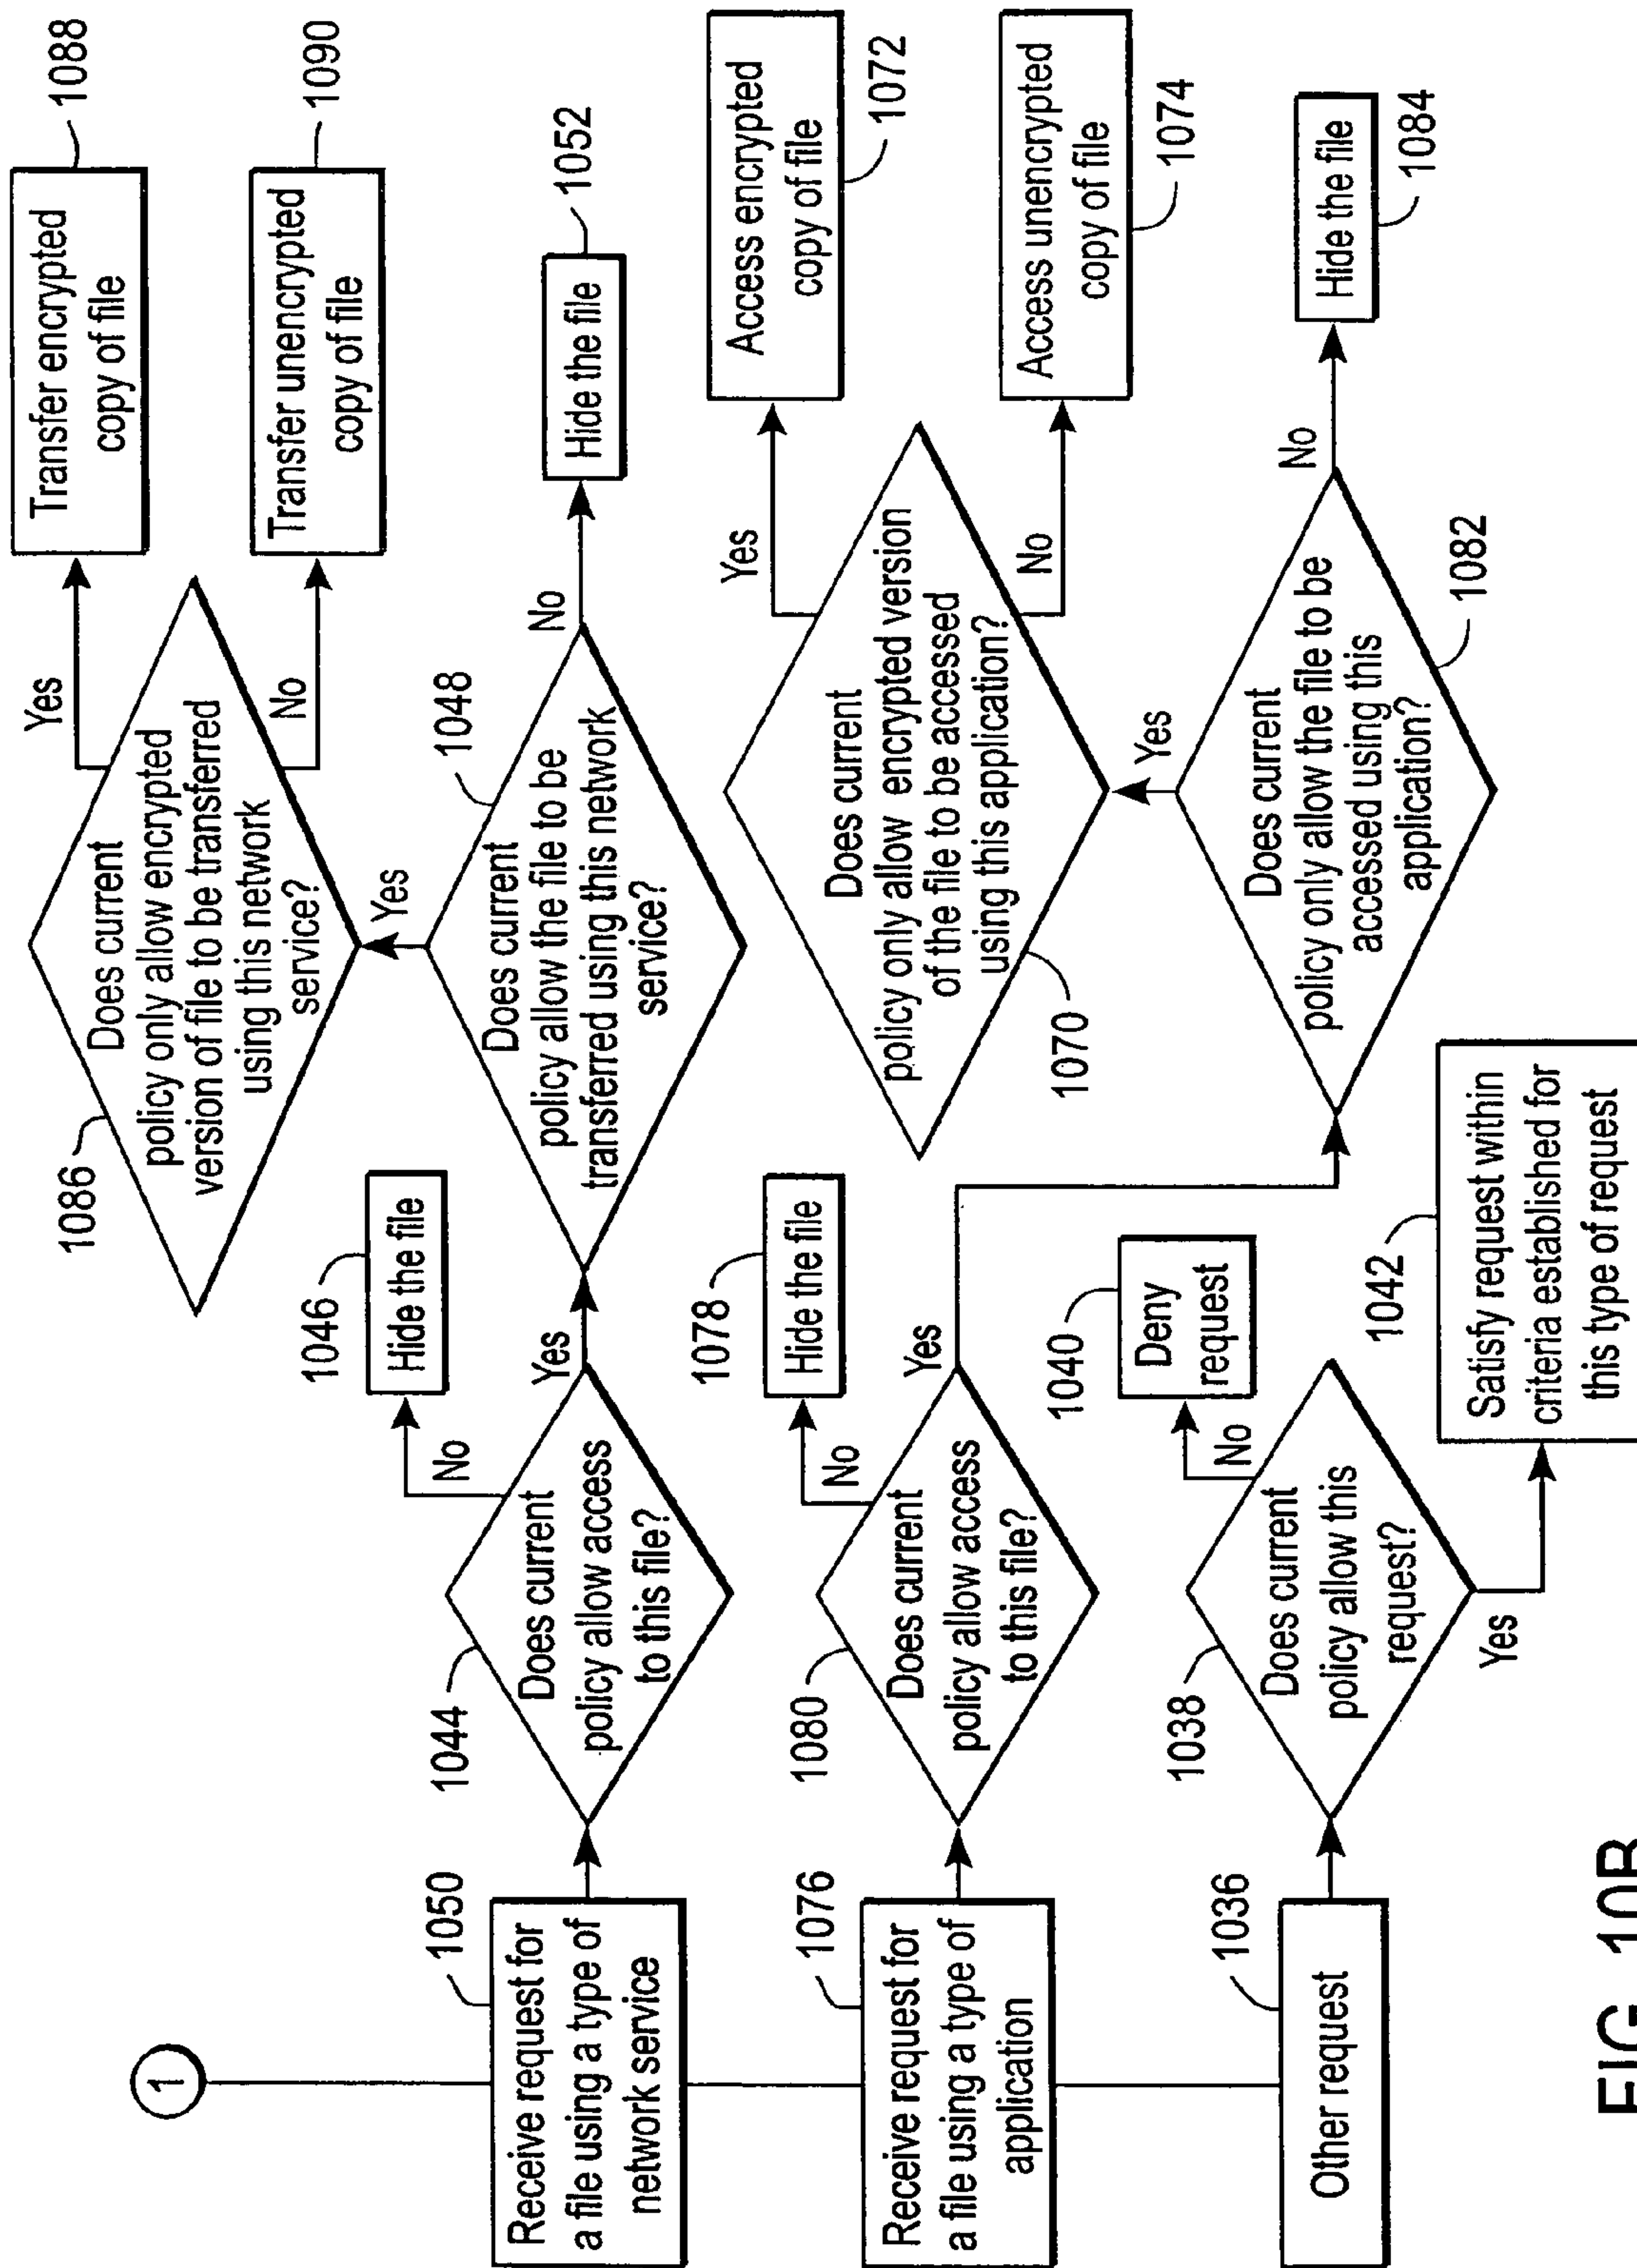 1
Receive request for
a file using a type of
network service
1050
Does current
policy allow access
to this file?
1044
No
Hide the file
1046
Yes
Does current
policy allow the file to be
transferred using this network
service?
1048
No
Hide the file
1052
Yes
Does current
policy only allow encrypted
version of file to be transferred
using this network
service?
1086
Yes
Transfer encrypted
copy of file
1088
No
Transfer unencrypted
copy of file
1090
Receive request for
a file using a type of
application
1076
Does current
policy allow access
to this file?
1080
No
Hide the file
1078
Yes
Does current
policy only allow the file to be
accessed using this
application?
1082
No
Hide the file
1084
Yes
Does current
policy only allow encrypted version
of the file to be accessed
using this application?
1070
Yes
Access encrypted
copy of file
1072
No
Access unencrypted
copy of file
1074
Other request
1036
Does current
policy allow this
request?
1038
No
Deny
request
1040
Yes
Satisfy request within
criteria established for
this type of request
1042
FIG. 10B